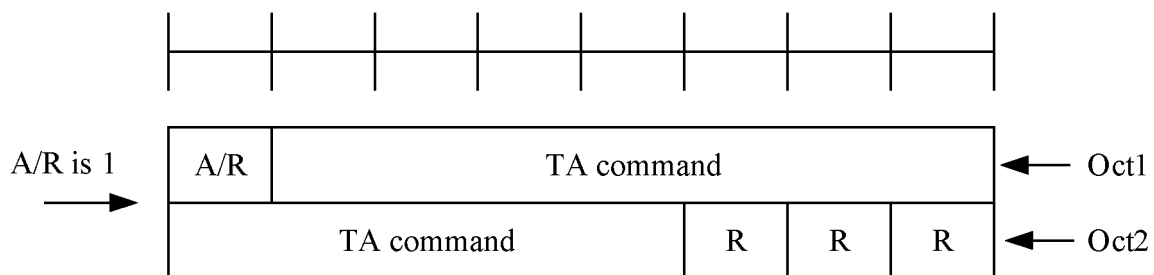 A/R is 1
A/R TA command Oct1
TA command R R R Oct2